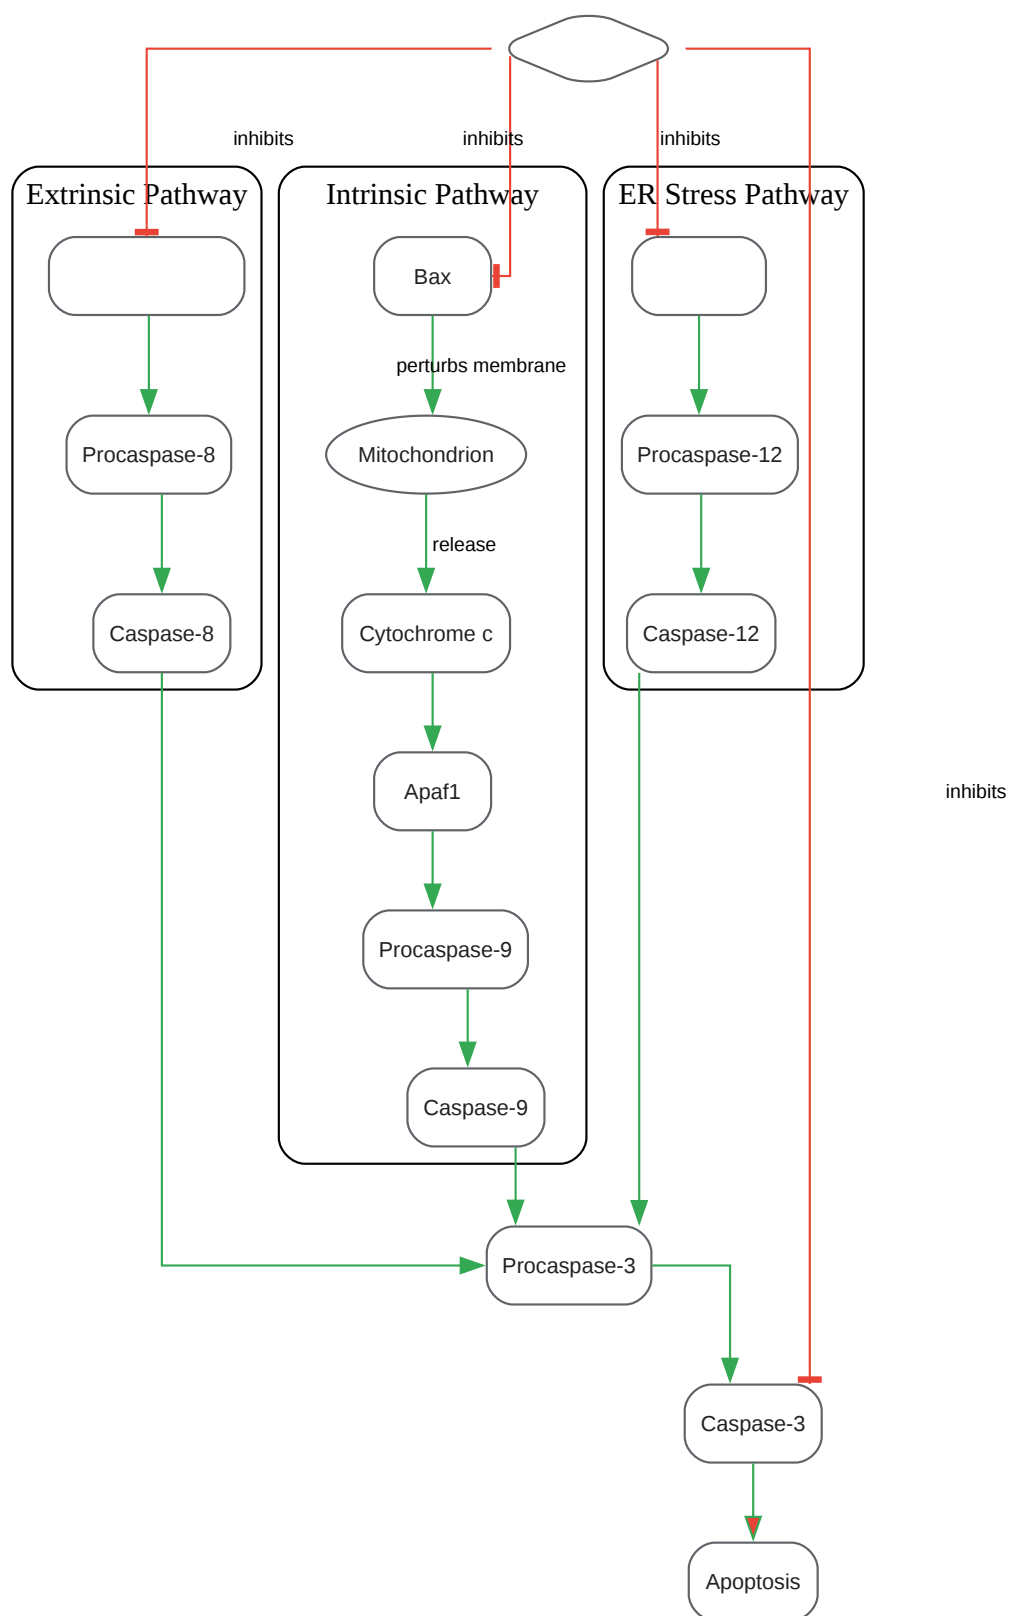 inhibits
inhibits
inhibits
Extrinsic Pathway
Intrinsic Pathway
ER Stress Pathway
Bax
perturbs membrane
Procaspase-8
Mitochondrion
Procaspase-12
release
Caspase-8
Cytochrome c
Caspase-12
Apaf1
inhibits
Procaspase-9
Caspase-9
Procaspase-3
Caspase-3
Apoptosis